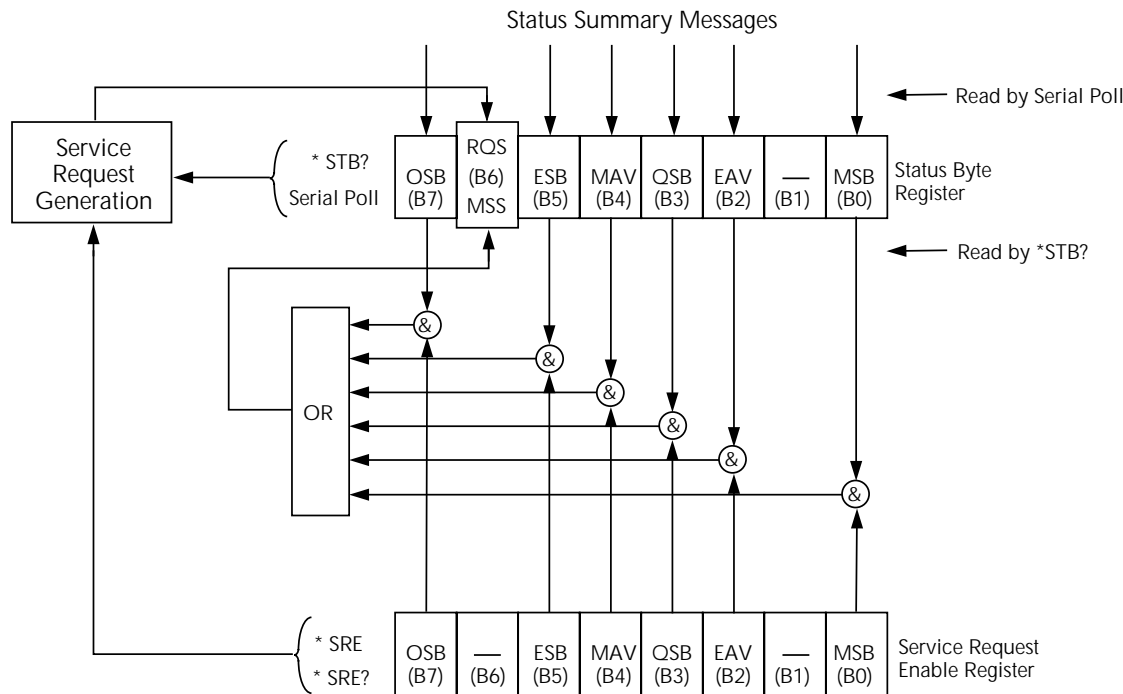 Status Summary Messages
Read by Serial Poll
Service
Request
Generation
* STB?
Serial Poll
OSB
(B7)
RQS
(B6)
MSS
ESB
(B5)
MAV
(B4)
QSB
(B3)
EAV
(B2)
—
(B1)
MSB
(B0)
Status Byte
Register
Read by *STB?
&
&
&
&
&
&
OR
* SRE
* SRE?
OSB
(B7)
—
(B6)
ESB
(B5)
MAV
(B4)
QSB
(B3)
EAV
(B2)
—
(B1)
MSB
(B0)
Service Request
Enable Register